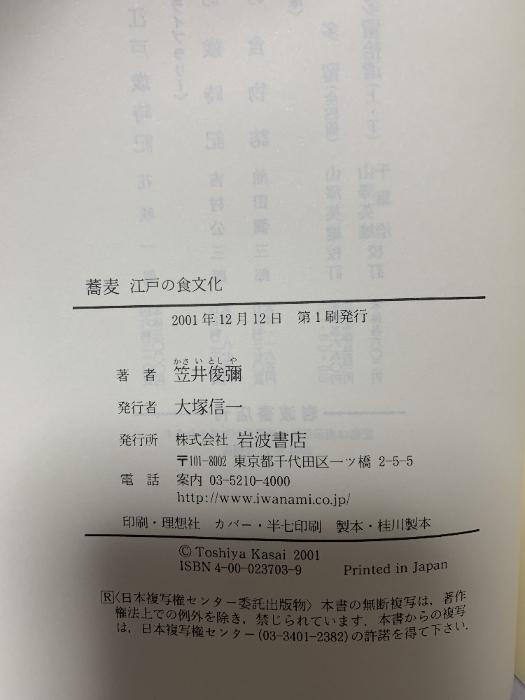 蕎麦 江戸の食文化
2001年12月12日 第1刷発行
かさ い とし や
著 者 笠井俊彌
発行者 大塚信一
発行所 株式会社 岩波書店
〒101-8002 東京都千代田区一ツ橋 2-5-5
電 話 案内 03-5210-4000
http://www.iwanami.co.jp/
印刷・理想社 カバー・半七印刷 製本・桂川製本
© Toshiya Kasai 2001
ISBN 4-00-023703-9 Printed in Japan
Ⓡ〈日本複写権センター委託出版物〉 本書の無断複写は、著作
権法上での例外を除き、禁じられています。本書からの複写
は、日本複写権センター(03-3401-2382)の許諾を得て下さい。